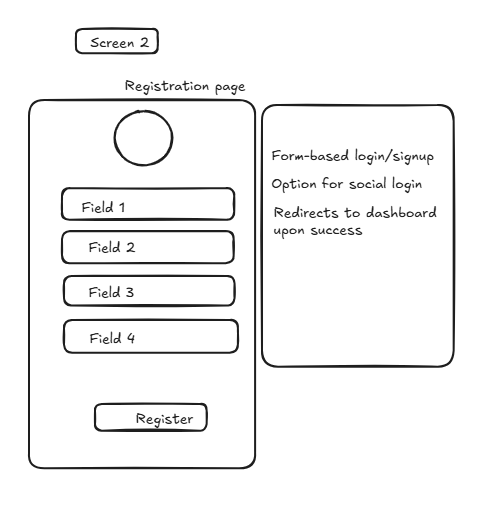 Screen 2
Registration page
Field 1
Field 2
Field 3
Field 4
Register
Form-based login/signup
Option for social login
Redirects to dashboard
upon success